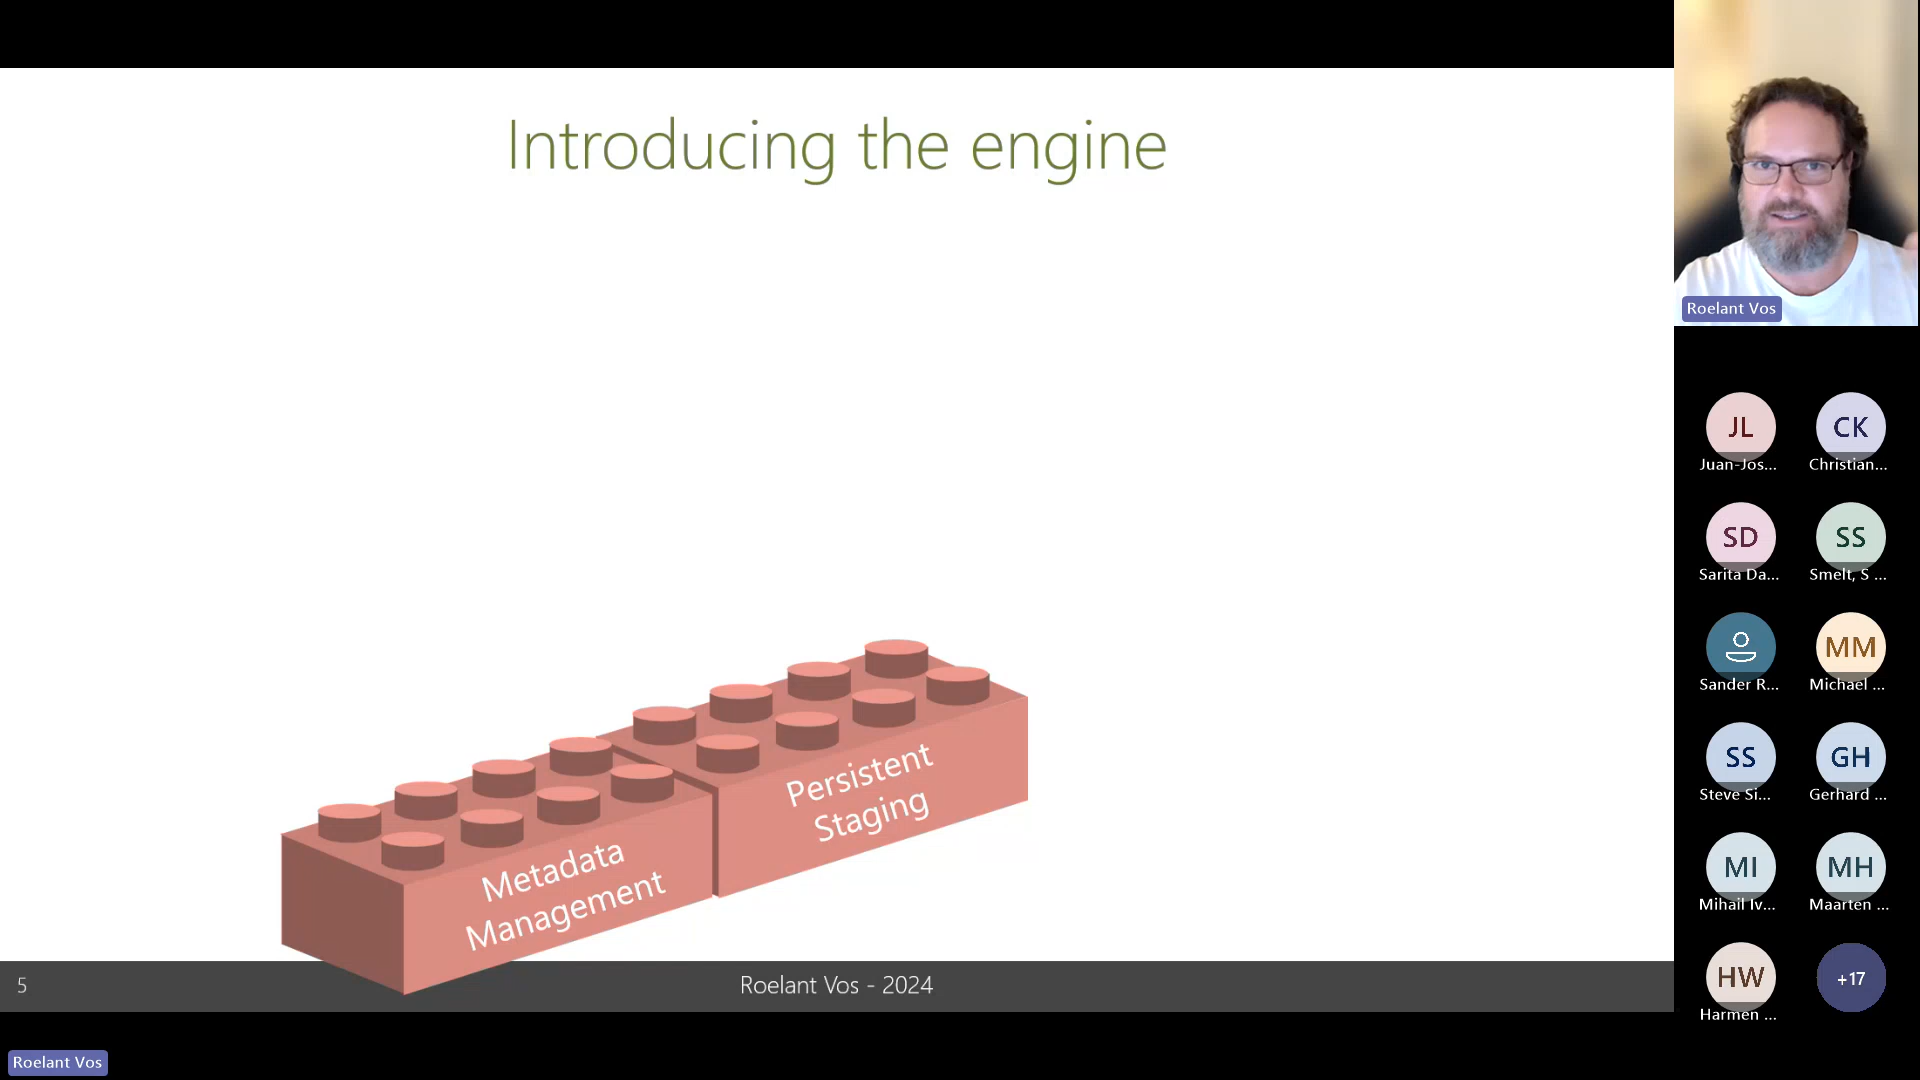 Introducing the engine
Metadata
Management
Persistent
Staging
5
Roelant Vos - 2024
Roelant Vos
Roelant Vos
JL
Juan-Jos...
CK
Christian...
SD
Sarita Da...
SS
Smelt, S ...
Sander R...
MM
Michael ...
SS
Steve Si...
GH
Gerhard ...
MI
Mihail Iv...
MH
Maarten ...
HW
Harmen ...
+17